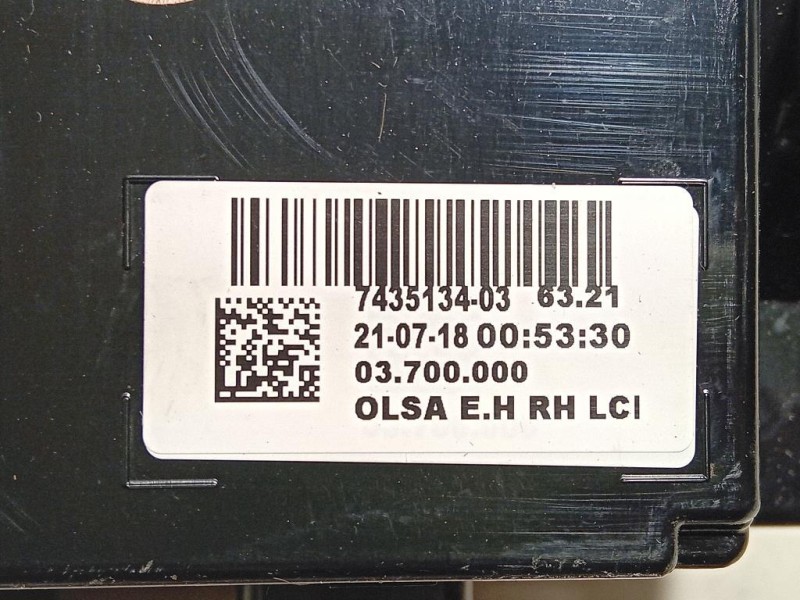 7435134-03 63.21
21-07-18 00:53:30
03.700.000
OLSA E.H RH LCI